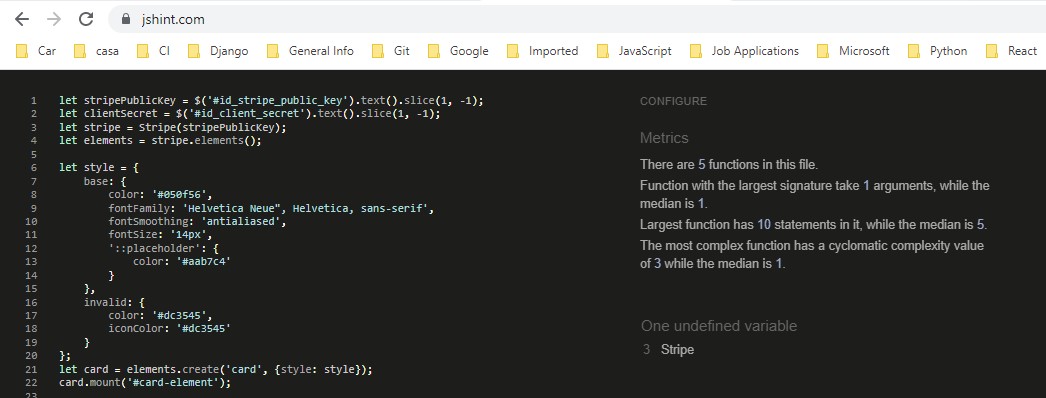 jshint.com
Car casa CI Django General Info Git Google Imported JavaScript Job Applications Microsoft Python React
1 let stripePublicKey = $('#id_stripe_public_key').text().slice(1, -1);
2 let clientSecret = $('#id_client_secret').text().slice(1, -1);
3 let stripe = Stripe(stripePublicKey);
4 let elements = stripe.elements();
5
6 let style = {
7 base: {
8 color: '#050f56',
9 fontFamily: 'Helvetica Neue", Helvetica, sans-serif',
10 fontSmoothing: 'antialiased',
11 fontSize: '14px',
12 '::placeholder': {
13 color: '#aab7c4'
14 }
15 },
16 invalid: {
17 color: '#dc3545',
18 iconColor: '#dc3545'
19 }
20 };
21 let card = elements.create('card', {style: style});
22 card.mount('#card-element');
23
CONFIGURE
Metrics
There are 5 functions in this file.
Function with the largest signature take 1 arguments, while the
median is 1.
Largest function has 10 statements in it, while the median is 5.
The most complex function has a cyclomatic complexity value
of 3 while the median is 1.
One undefined variable
3 Stripe